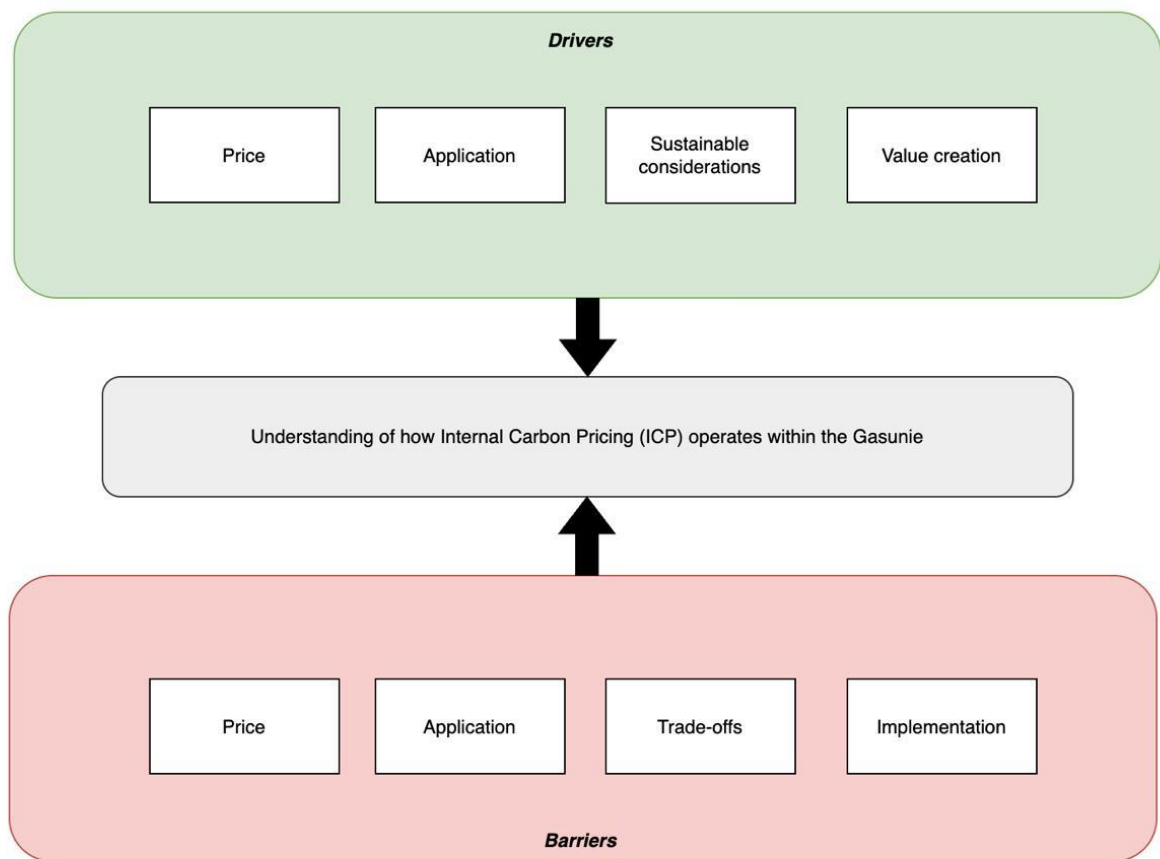 Drivers
Price
Application
Sustainable
considerations
Value creation
Understanding of how Internal Carbon Pricing (ICP) operates within the Gasunie
Price
Application
Trade-offs
Implementation
Barriers